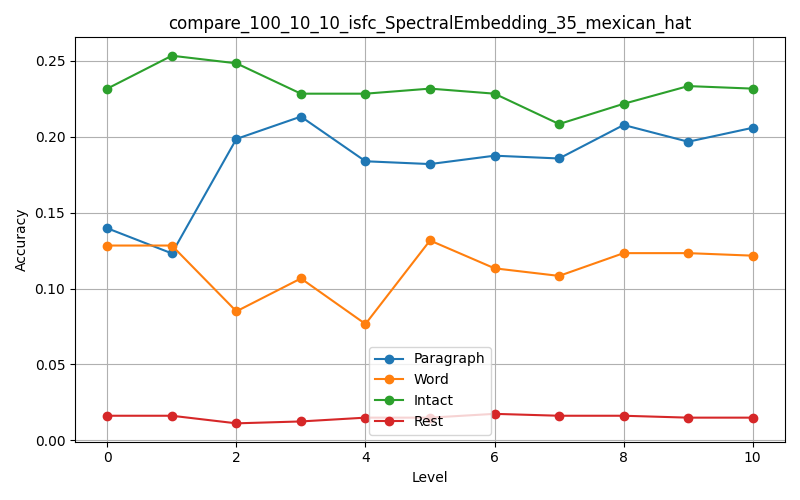 compare_100_10_10_isfc_SpectralEmbedding_35_mexican_hat
0.25
0.20
0.15
0.10
0.05
0.00
Accuracy
Paragraph
Word
Intact
Rest
0 2 4 6 8 10
Level